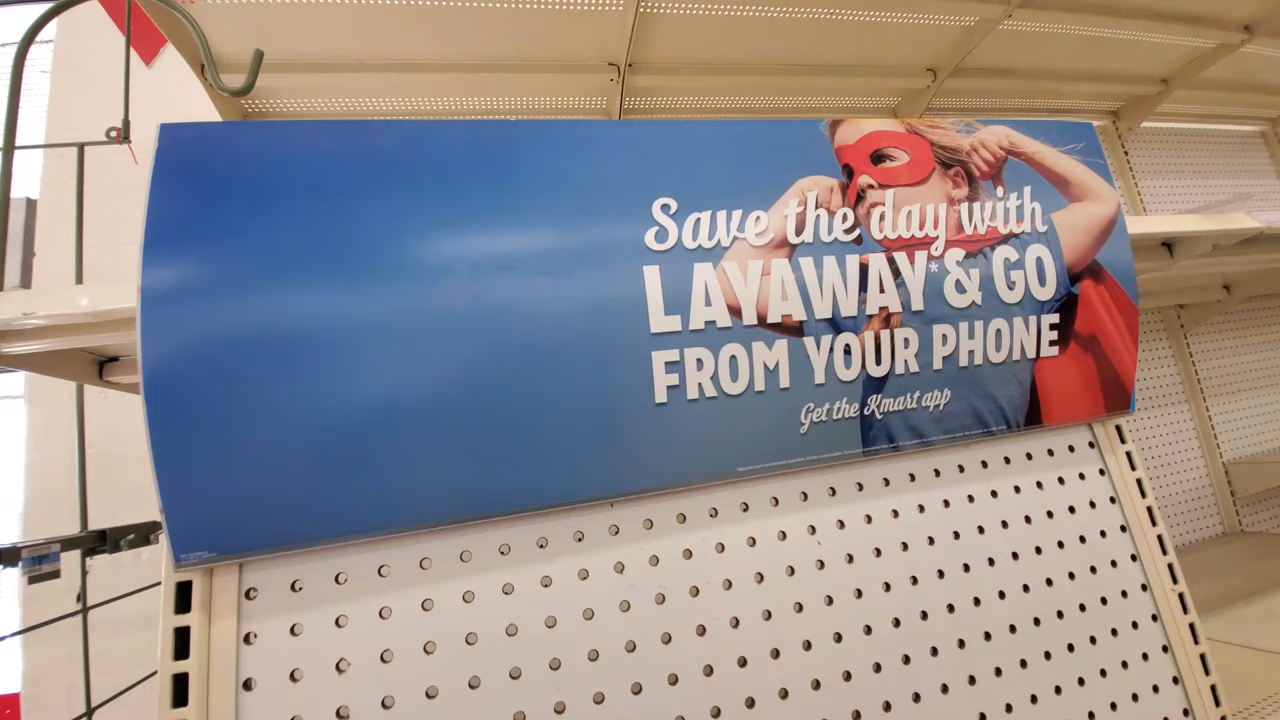 Save the day with
LAYAWAY* & GO
FROM YOUR PHONE
Get the Kmart app